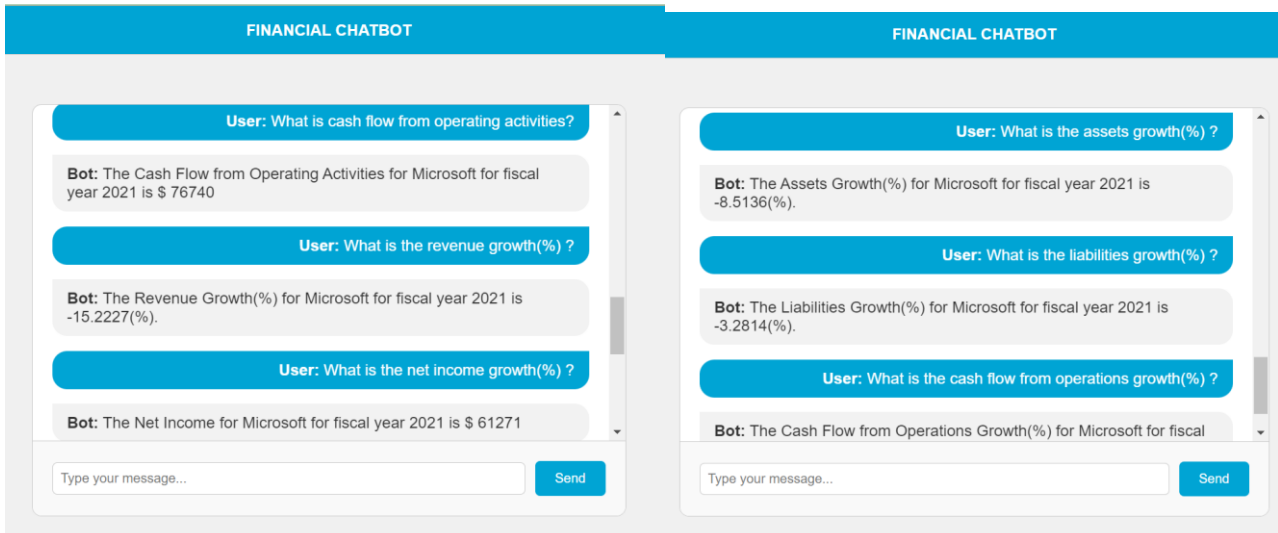 FINANCIAL CHATBOT
User: What is cash flow from operating activities?
Bot: The Cash Flow from Operating Activities for Microsoft for fiscal
year 2021 is $ 76740
User: What is the revenue growth(%) ?
Bot: The Revenue Growth(%) for Microsoft for fiscal year 2021 is
-15.2227(%).
User: What is the net income growth(%) ?
Bot: The Net Income for Microsoft for fiscal year 2021 is $ 61271
Type your message...
Send
FINANCIAL CHATBOT
User: What is the assets growth(%) ?
Bot: The Assets Growth(%) for Microsoft for fiscal year 2021 is
-8.5136(%).
User: What is the liabilities growth(%) ?
Bot: The Liabilities Growth(%) for Microsoft for fiscal year 2021 is
-3.2814(%).
User: What is the cash flow from operations growth(%) ?
Bot: The Cash Flow from Operations Growth(%) for Microsoft for fiscal
Type your message...
Send